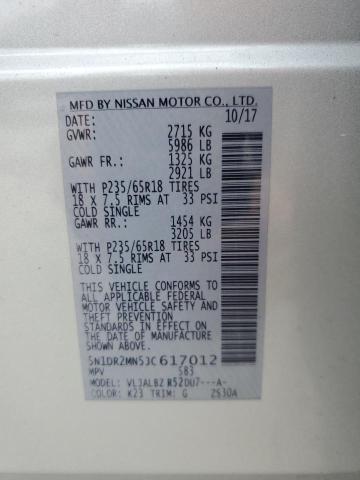 MFD BY NISSAN MOTOR CO., LTD.
DATE: 10/17
GVWR: 2715 KG
5986 LB
GAWR FR.: 1325 KG
2921 LB
WITH P235/65R18 TIRES
18 X 7.5 RIMS AT 33 PSI
COLD SINGLE
GAWR RR.: 1454 KG
3205 LB
WITH P235/65R18 TIRES
18 X 7.5 RIMS AT 33 PSI
COLD SINGLE
THIS VEHICLE CONFORMS TO
ALL APPLICABLE U.S. FEDERAL
MOTOR VEHICLE SAFETY AND
THEFT PREVENTION
STANDARDS IN EFFECT ON THE
DATE OF MANUFACTURE
SHOWN ABOVE.
5N1DR2MN5JC617012
MPV S83
MODEL: VLJALBZ R52DU7---A-
COLOR: K23 TRIM: G 2530A